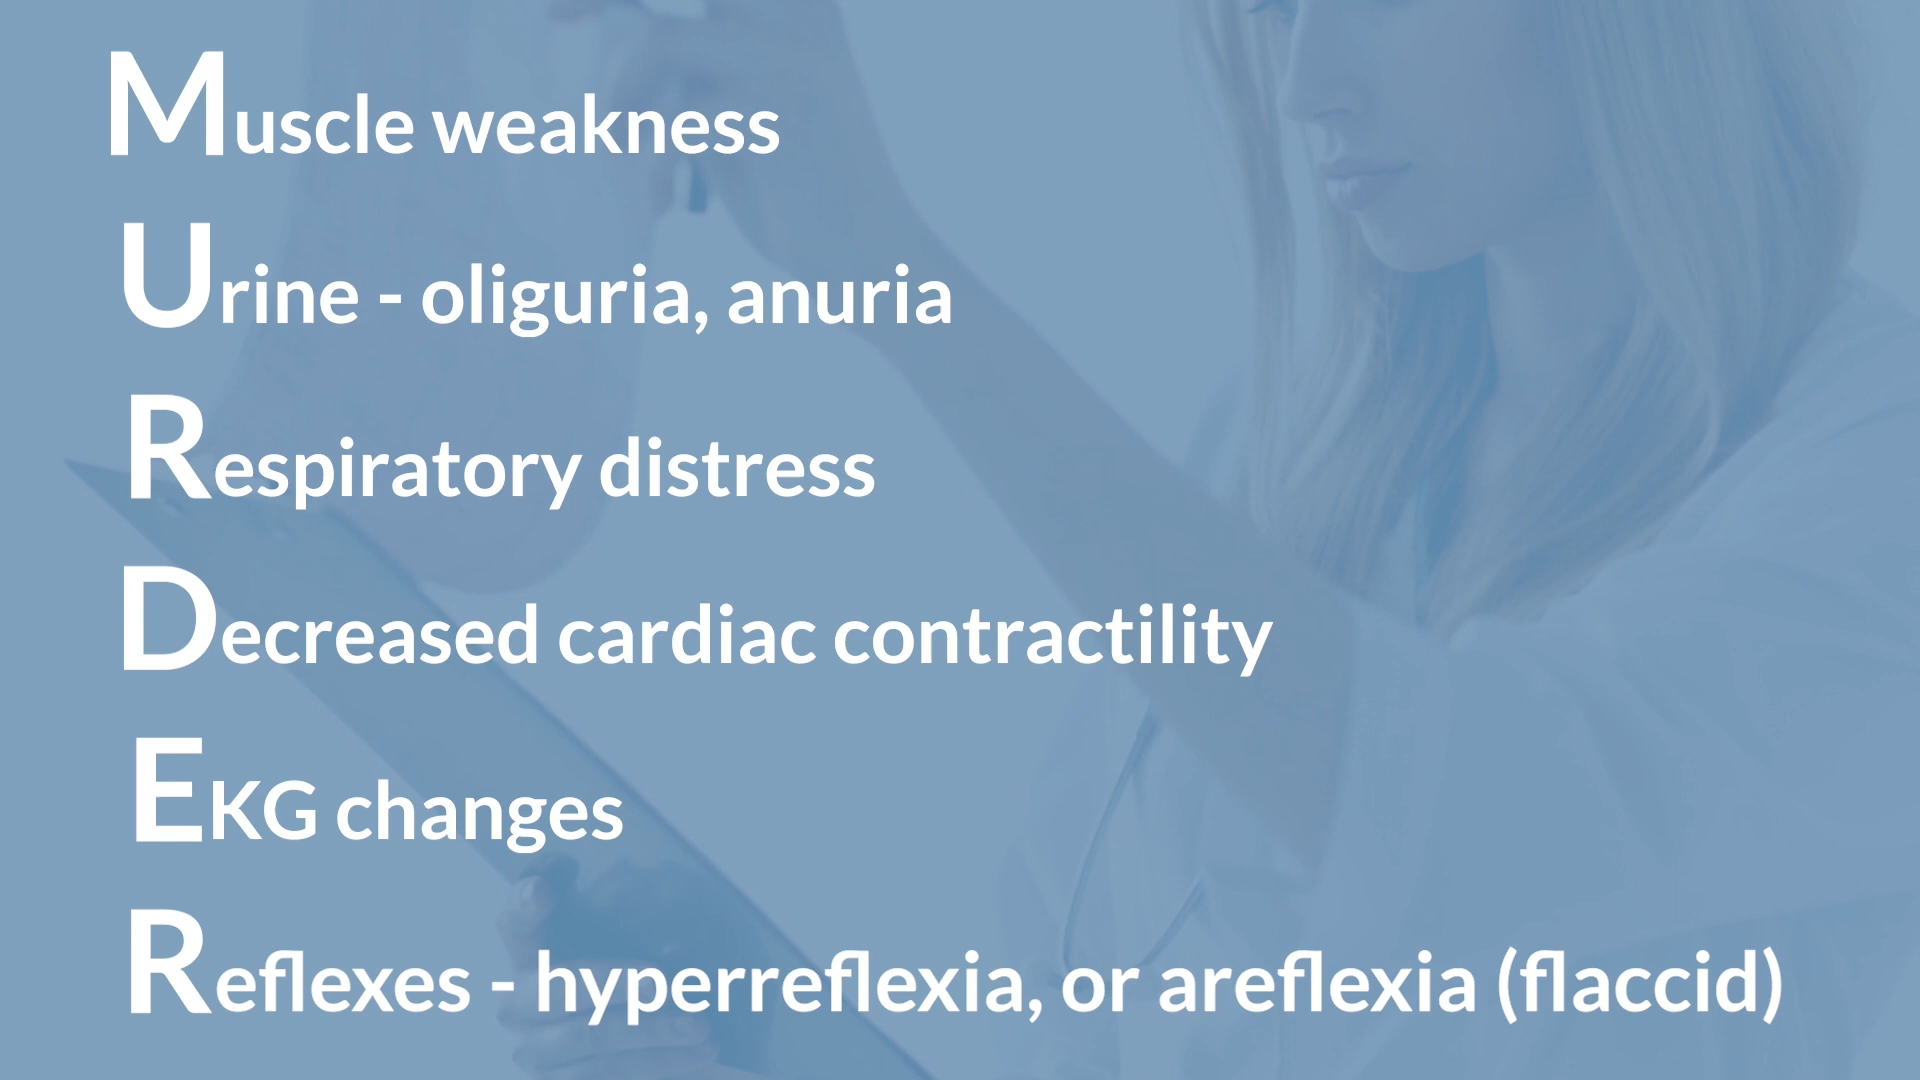 Muscle weakness
Urine - oliguria, anuria
Respiratory distress
Decreased cardiac contractility
EKG changes
Reflexes - hyperreflexia, or areflexia (flaccid)